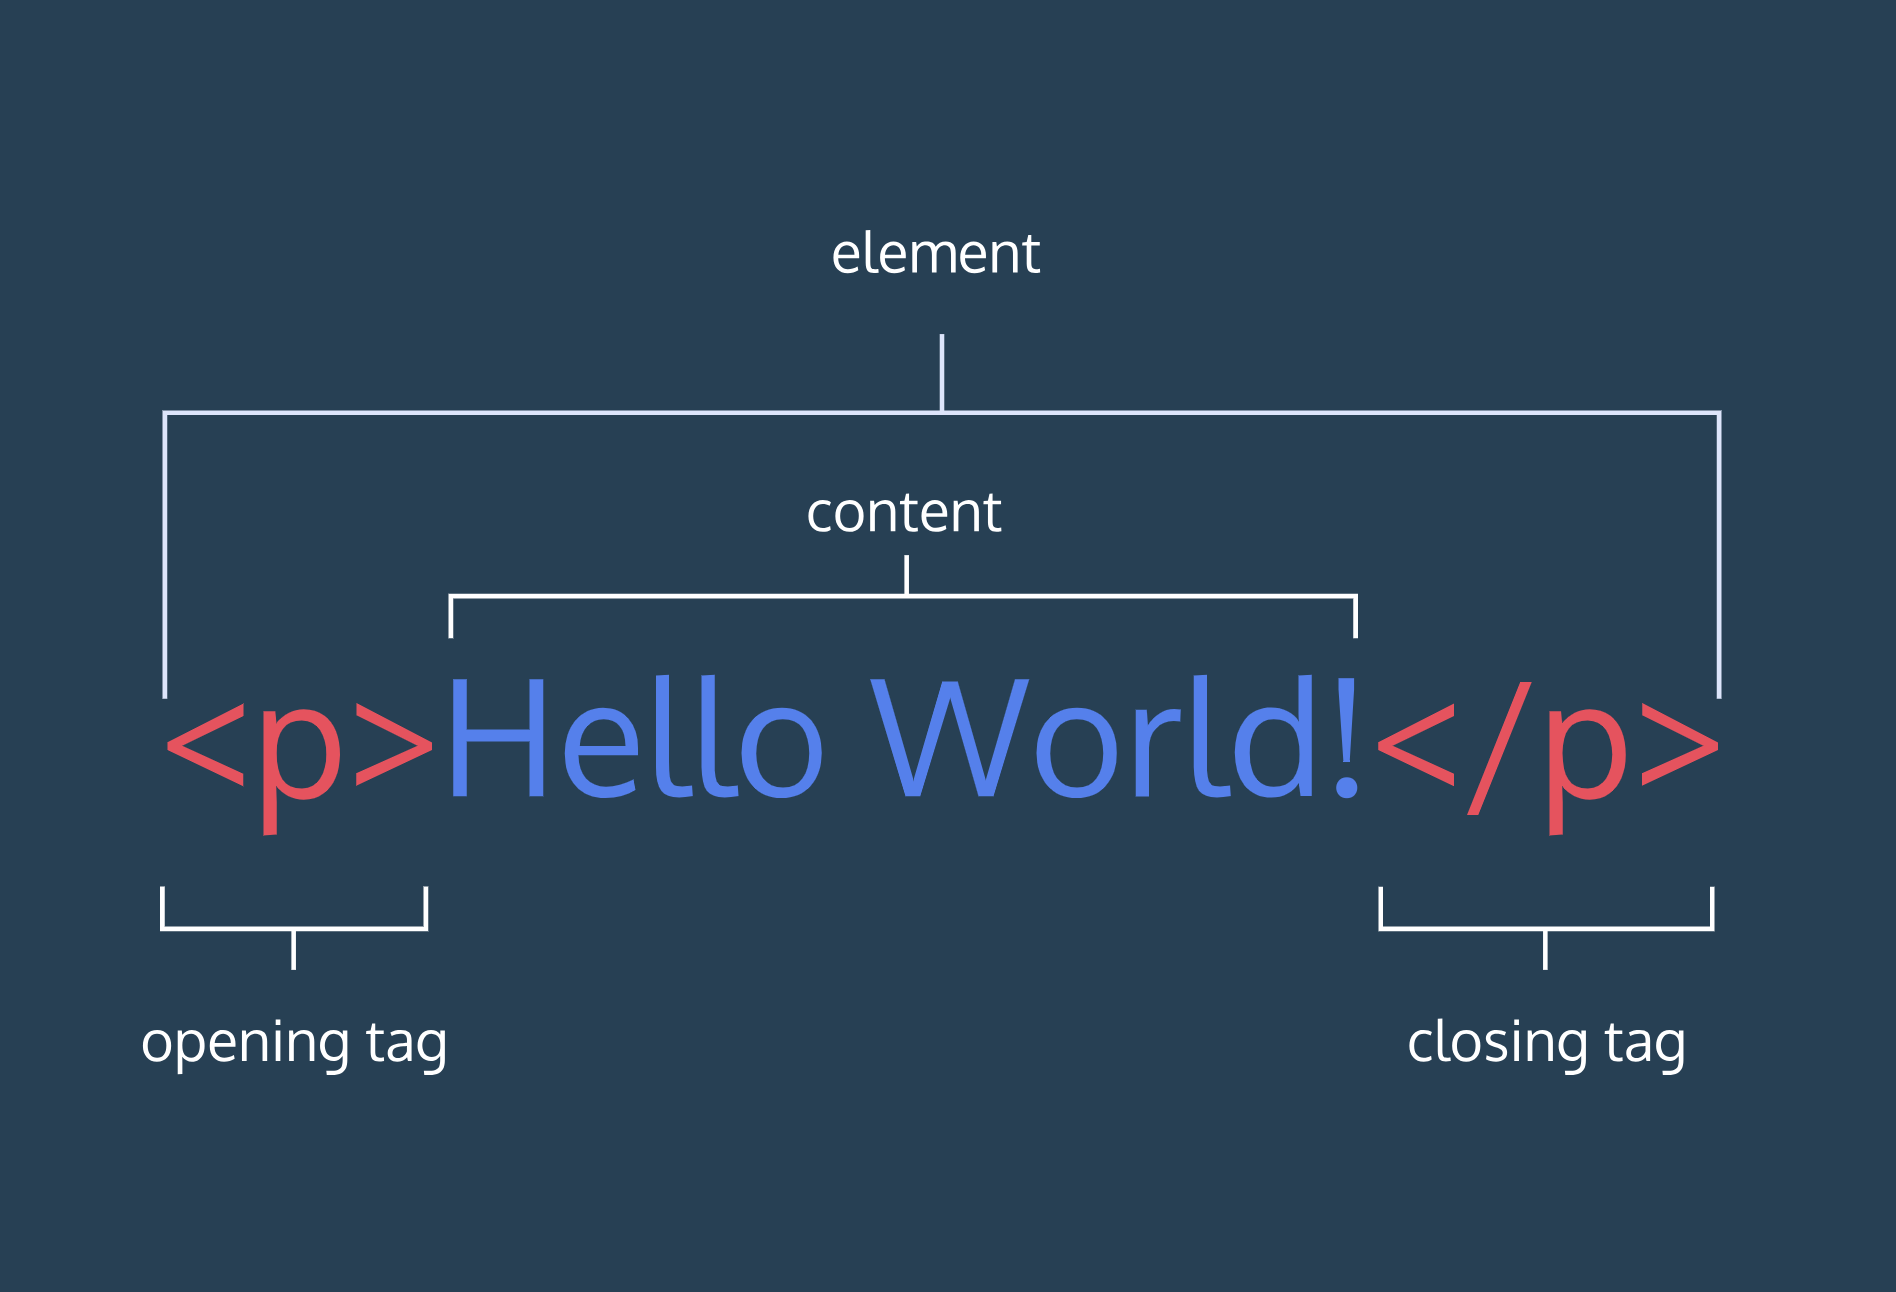 element
content
<p>Hello World!</p>
opening tag
closing tag